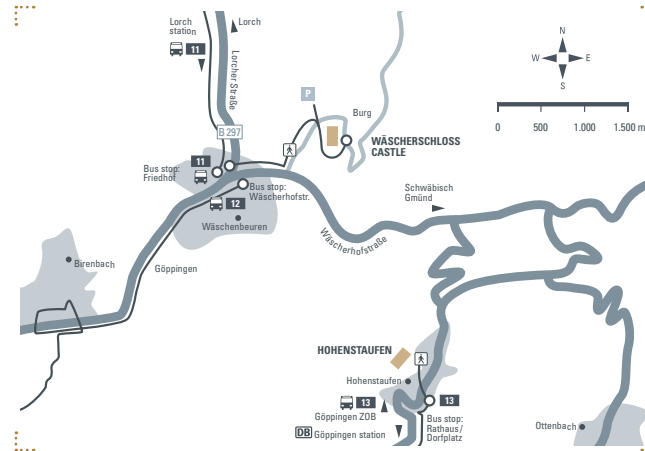 Lorch
station
11
Lorch
Lorcher Straße
N
W
E
S
0
500
1.000
1.500 m
P
Burg
B 297
WÄSCHERSCHLOSS
CASTLE
11
Bus stop:
Friedhof
Bus stop:
Wäscherhofstr.
12
Wäschenbeuren
Schwäbisch
Gmünd
Wäscherhofstraße
Birenbach
Göppingen
HOHENSTAUFEN
Hohenstaufen
13
13
Göppingen ZOB
DB Göppingen station
Bus stop:
Rathaus/
Dorfplatz
Ottenbach